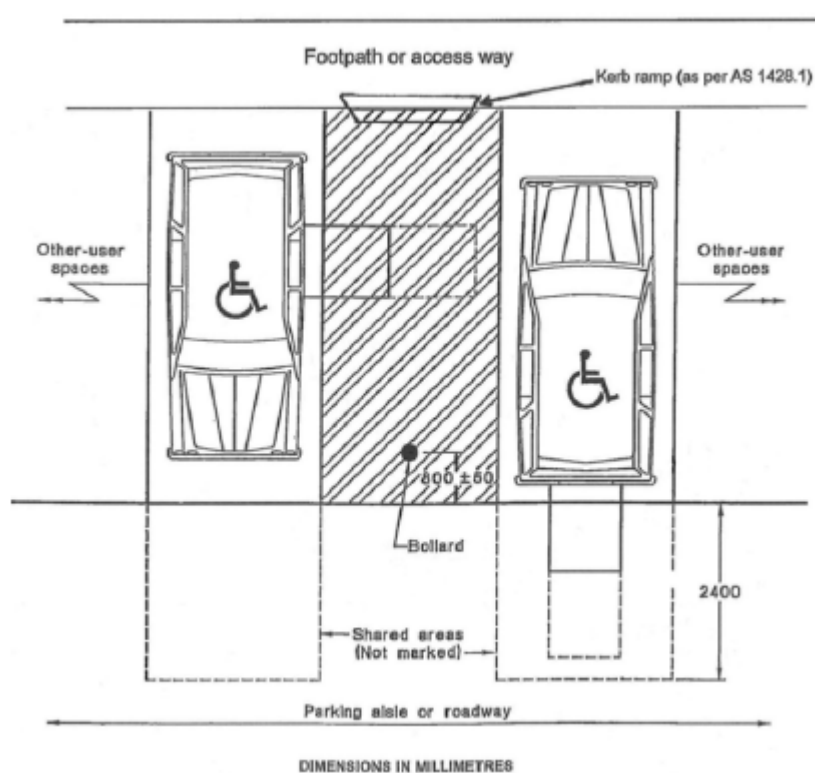 Footpath or access way
Kerb ramp (as per AS 1428.1)
Other-user
spaces
Other-user
spaces
800 ±50
Bollard
2400
Shared areas
(Not marked)
Parking aisle or roadway
DIMENSIONS IN MILLIMETRES